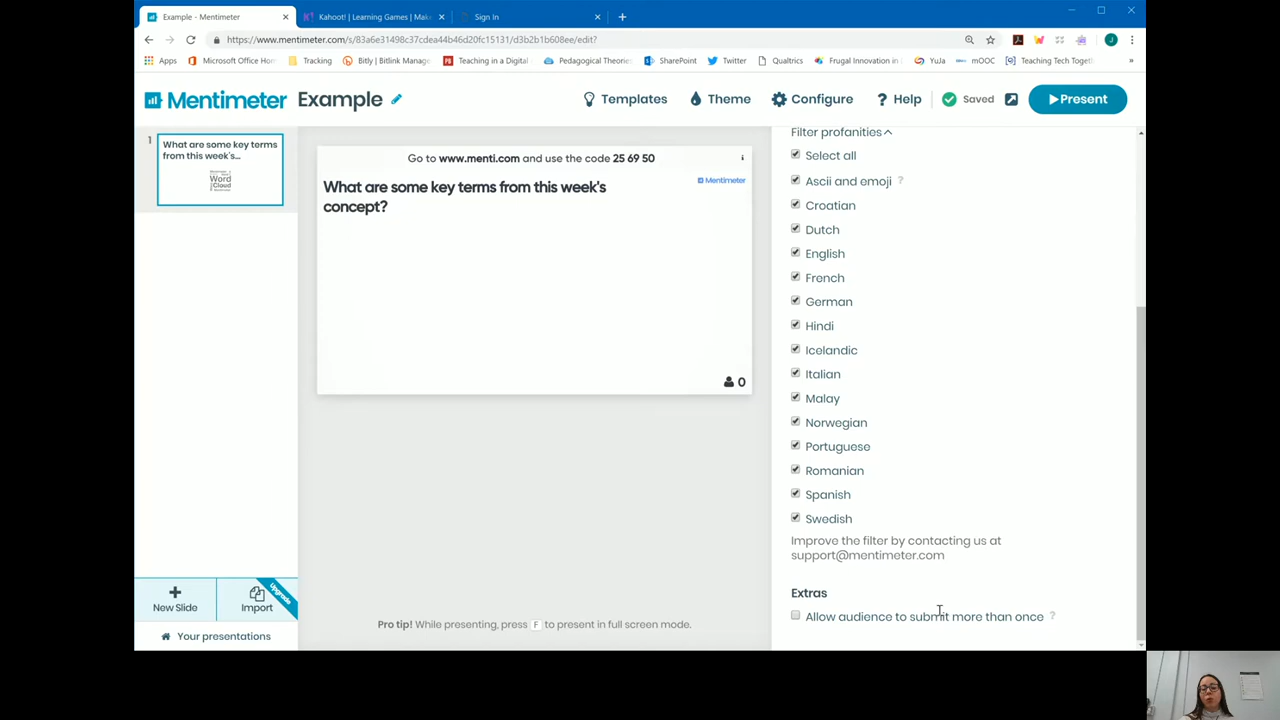 Example - Mentimeter
Kahoot! | Learning Games | Mak
Sign In
https://www.mentimeter.com/s/83a6e31498c37cdea44b46d20fc15131/d3b2b1b608ee/edit?
Apps
Microsoft Office Hom
Tracking
Bitly | Bitlink Manage
Teaching in a Digital
Pedagogical Theories
SharePoint
Twitter
Qualtrics
Frugal Innovation in
YuJa
mOOC
Teaching Tech Togeth
»
Mentimeter
Example
Templates
Theme
Configure
? Help
Saved
Present
1
What are some key terms
from this week's...
Word
Cloud
Go to www.menti.com and use the code 25 69 50
Mentimeter
What are some key terms from this week's
concept?
0
Pro tip! While presenting, press F to present in full screen mode.
Filter profanities
Select all
Ascii and emoji ?
Croatian
Dutch
English
French
German
Hindi
Icelandic
Italian
Malay
Norwegian
Portuguese
Romanian
Spanish
Swedish
Improve the filter by contacting us at
support@mentimeter.com
Extras
Allow audience to submit more than once ?
New Slide
Import
Upgrade
Your presentations